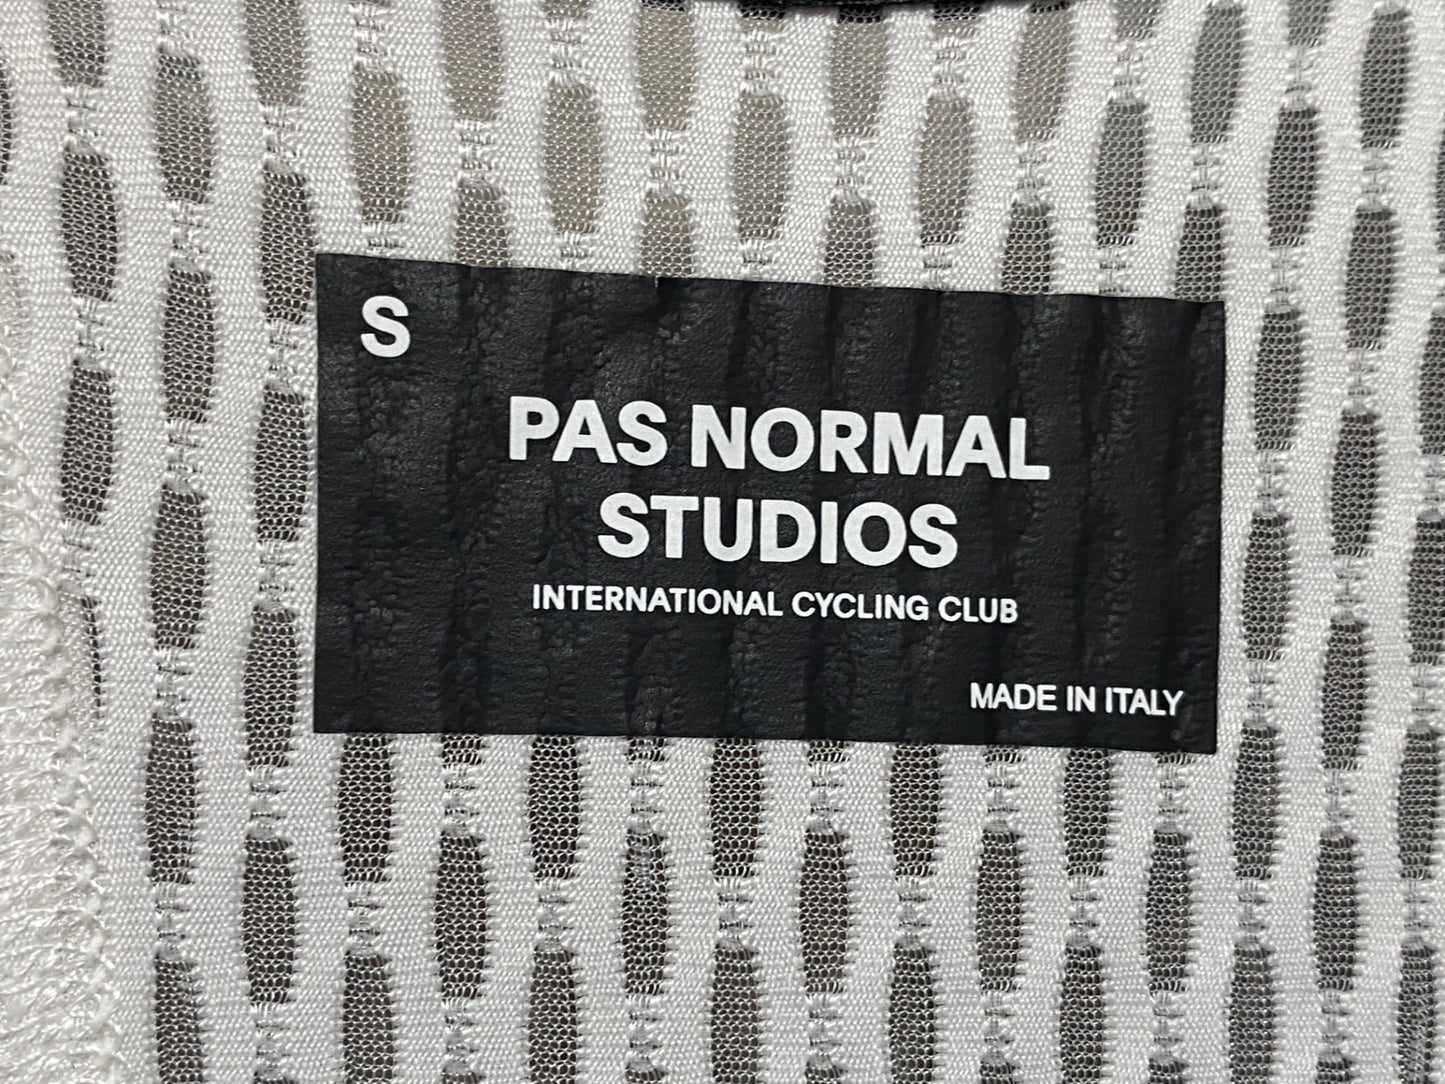 S
PAS NORMAL
STUDIOS
INTERNATIONAL CYCLING CLUB
MADE IN ITALY